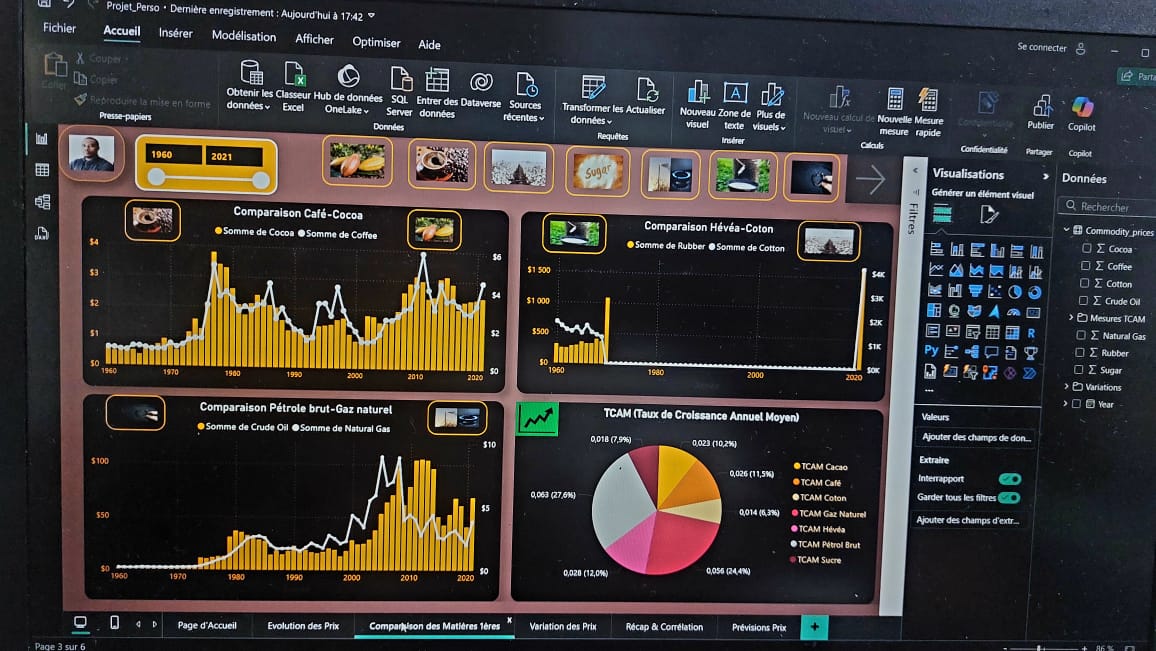 Projet_Perso • Dernière enregistrement : Aujourd'hui à 17:42
Fichier Accueil Insérer Modélisation Afficher Optimiser Aide
Se connecter
Parta
Coller
Couper
Copier
Reproduire la mise en forme
Presse-papiers
Obtenir les données
Classeur Excel
Hub de données OneLake
SQL Server
Entrer des données
Dataverse
Sources récentes
Données
Transformer les données
Actualiser
Requêtes
Nouveau visuel
Zone de texte
Plus de visuels
Insérer
Nouveau calcul de visuel
Nouvelle mesure
Mesure rapide
Calculs
Confidentialité
Confidentialité
Publier
Partager
Copilot
Copilot
1960 2021
Sugar
Comparaison Café-Cocoa
Somme de Cocoa Somme de Coffee
$4
$3
$2
$1
$0
$6
$4
$2
$0
1960 1970 1980 1990 2000 2010 2020
Comparaison Hévéa-Coton
Somme de Rubber Somme de Cotton
$1 500
$1 000
$500
$0
$4K
$3K
$2K
$1K
$0K
1960 1980 2000 2020
Comparaison Pétrole brut-Gaz naturel
Somme de Crude Oil Somme de Natural Gas
$100
$50
$0
$10
$5
$0
1960 1970 1980 1990 2000 2010 2020
TCAM (Taux de Croissance Annuel Moyen)
0,018 (7,9%)
0,023 (10,2%)
0,026 (11,5%)
0,014 (6,3%)
0,056 (24,4%)
0,028 (12,0%)
0,063 (27,6%)
TCAM Cacao
TCAM Café
TCAM Coton
TCAM Gaz Naturel
TCAM Hévéa
TCAM Pétrol Brut
TCAM Sucre
Filtres
Visualisations
Générer un élément visuel
R
Py
...
Valeurs
Ajouter des champs de don...
Extraire
Interrapport
Garder tous les filtres
Ajouter des champs d'extr...
Données
Rechercher
Commodity_prices
Cocoa
Coffee
Cotton
Crude Oil
Mesures TCAM
Natural Gas
Rubber
Sugar
Variations
Year
Page d'Accueil
Evolution des Prix
Comparaison des Matières 1ères
Variation des Prix
Récap & Corrélation
Prévisions Prix
Page 3 sur 6
86 %